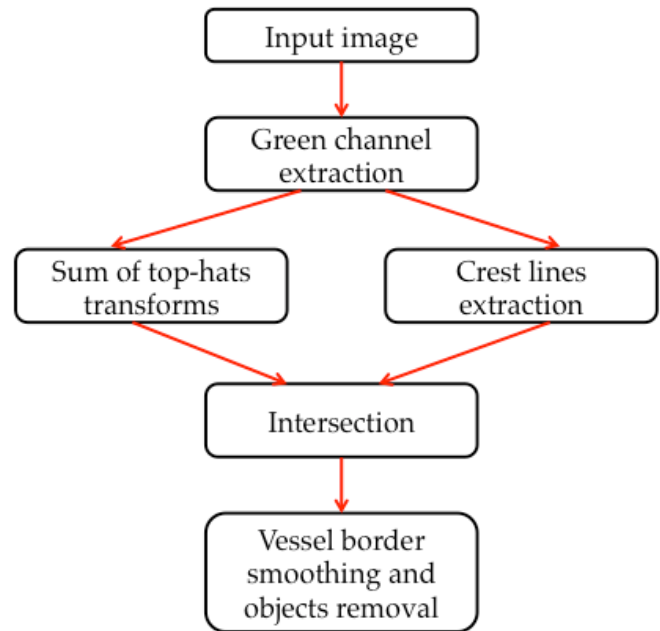 Input image
Green channel
extraction
Sum of top-hats
transforms
Crest lines
extraction
Intersection
Vessel border
smoothing and
objects removal